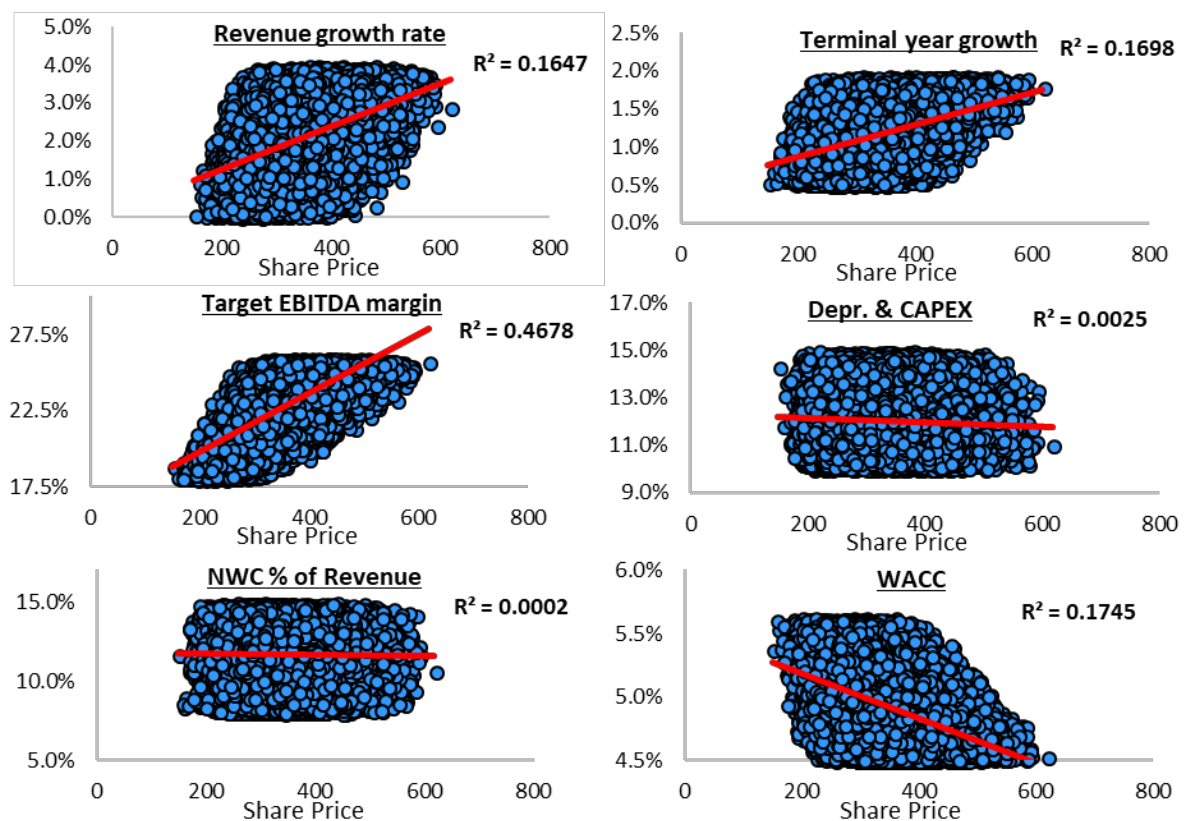 Revenue growth rate
R² = 0.1647
5.0%
4.0%
3.0%
2.0%
1.0%
0.0%
0 200 400 600 800
Share Price
Terminal year growth
R² = 0.1698
2.5%
2.0%
1.5%
1.0%
0.5%
0.0%
0 200 400 600 800
Share Price
Target EBITDA margin
R² = 0.4678
27.5%
22.5%
17.5%
0 200 400 600 800
Share Price
Depr. & CAPEX
R² = 0.0025
17.0%
15.0%
13.0%
11.0%
9.0%
0 200 400 600 800
Share Price
NWC % of Revenue
R² = 0.0002
15.0%
10.0%
5.0%
0 200 400 600 800
Share Price
WACC
R² = 0.1745
6.0%
5.5%
5.0%
4.5%
0 200 400 600 800
Share Price